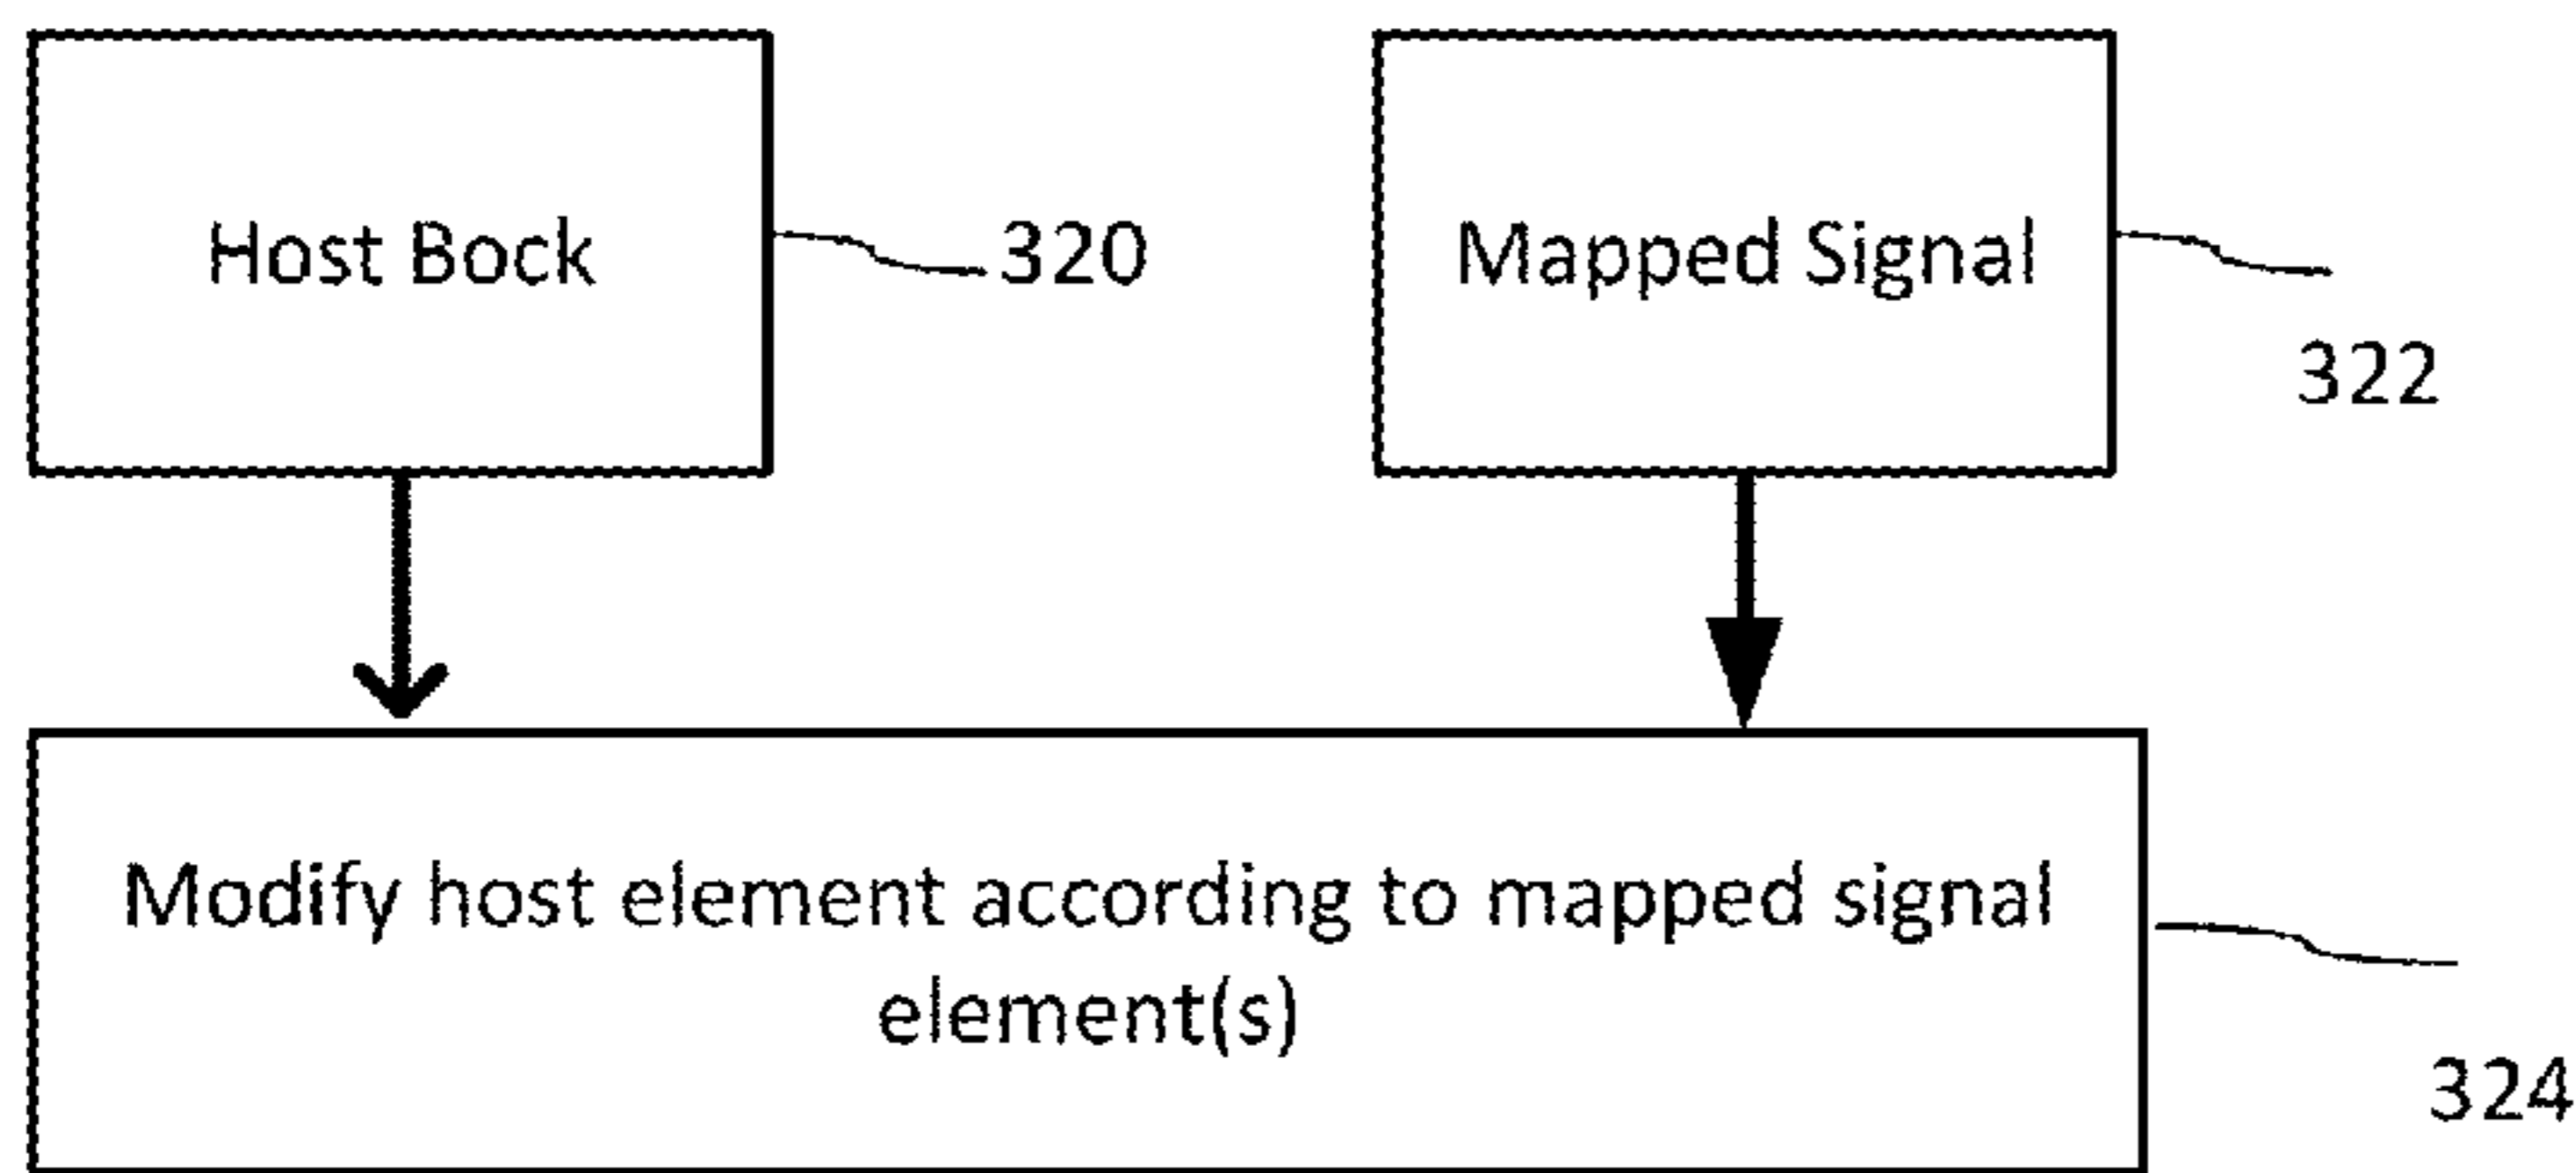 Host Bock
320
Mapped Signal
322
Modify host element according to mapped signal
element(s)
324